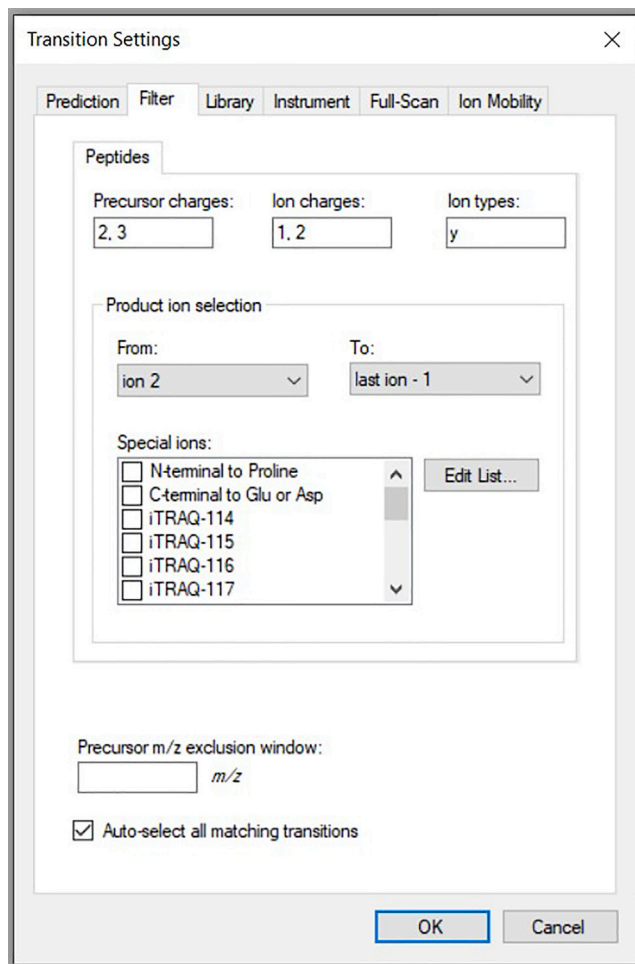 Transition Settings
Prediction Filter Library Instrument Full-Scan Ion Mobility
Peptides
Precursor charges: Ion charges: Ion types:
2, 3 1, 2 y
Product ion selection
From: To:
ion 2 last ion - 1
Special ions:
N-terminal to Proline
Edit List...
C-terminal to Glu or Asp
iTRAQ-114
iTRAQ-115
iTRAQ-116
iTRAQ-117
Precursor m/z exclusion window:
m/z
Auto-select all matching transitions
OK Cancel